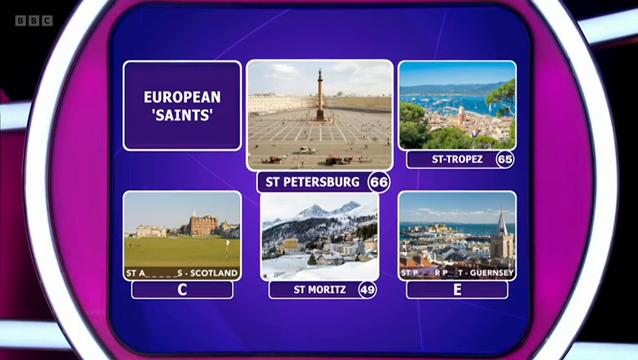 BBC
EUROPEAN
'SAINTS'
ST PETERSBURG 66
ST-TROPEZ 65
ST A_ _ _ _ _ S - SCOTLAND
C
ST MORITZ 49
ST P_ _ _R P_ _T - GUERNSEY
E